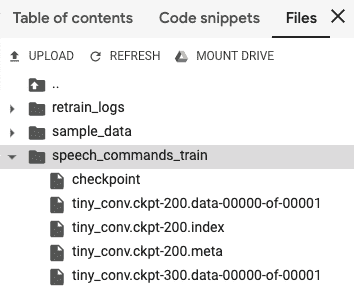 Table of contents Code snippets Files
UPLOAD REFRESH MOUNT DRIVE
..
retrain_logs
sample_data
speech_commands_train
checkpoint
tiny_conv.ckpt-200.data-00000-of-00001
tiny_conv.ckpt-200.index
tiny_conv.ckpt-200.meta
tiny_conv.ckpt-300.data-00000-of-00001